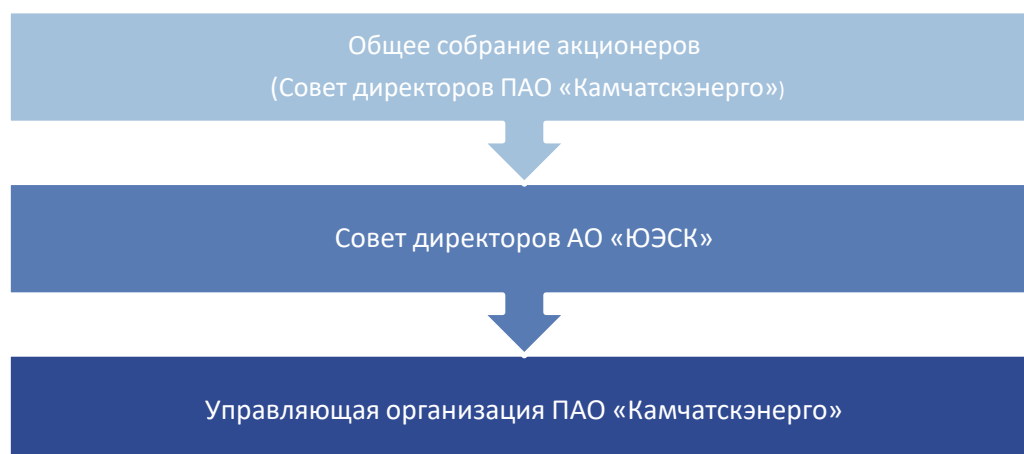 Общее собрание акционеров
(Совет директоров ПАО «Камчатскэнерго»)
Совет директоров АО «ЮЭСК»
Управляющая организация ПАО «Камчатскэнерго»